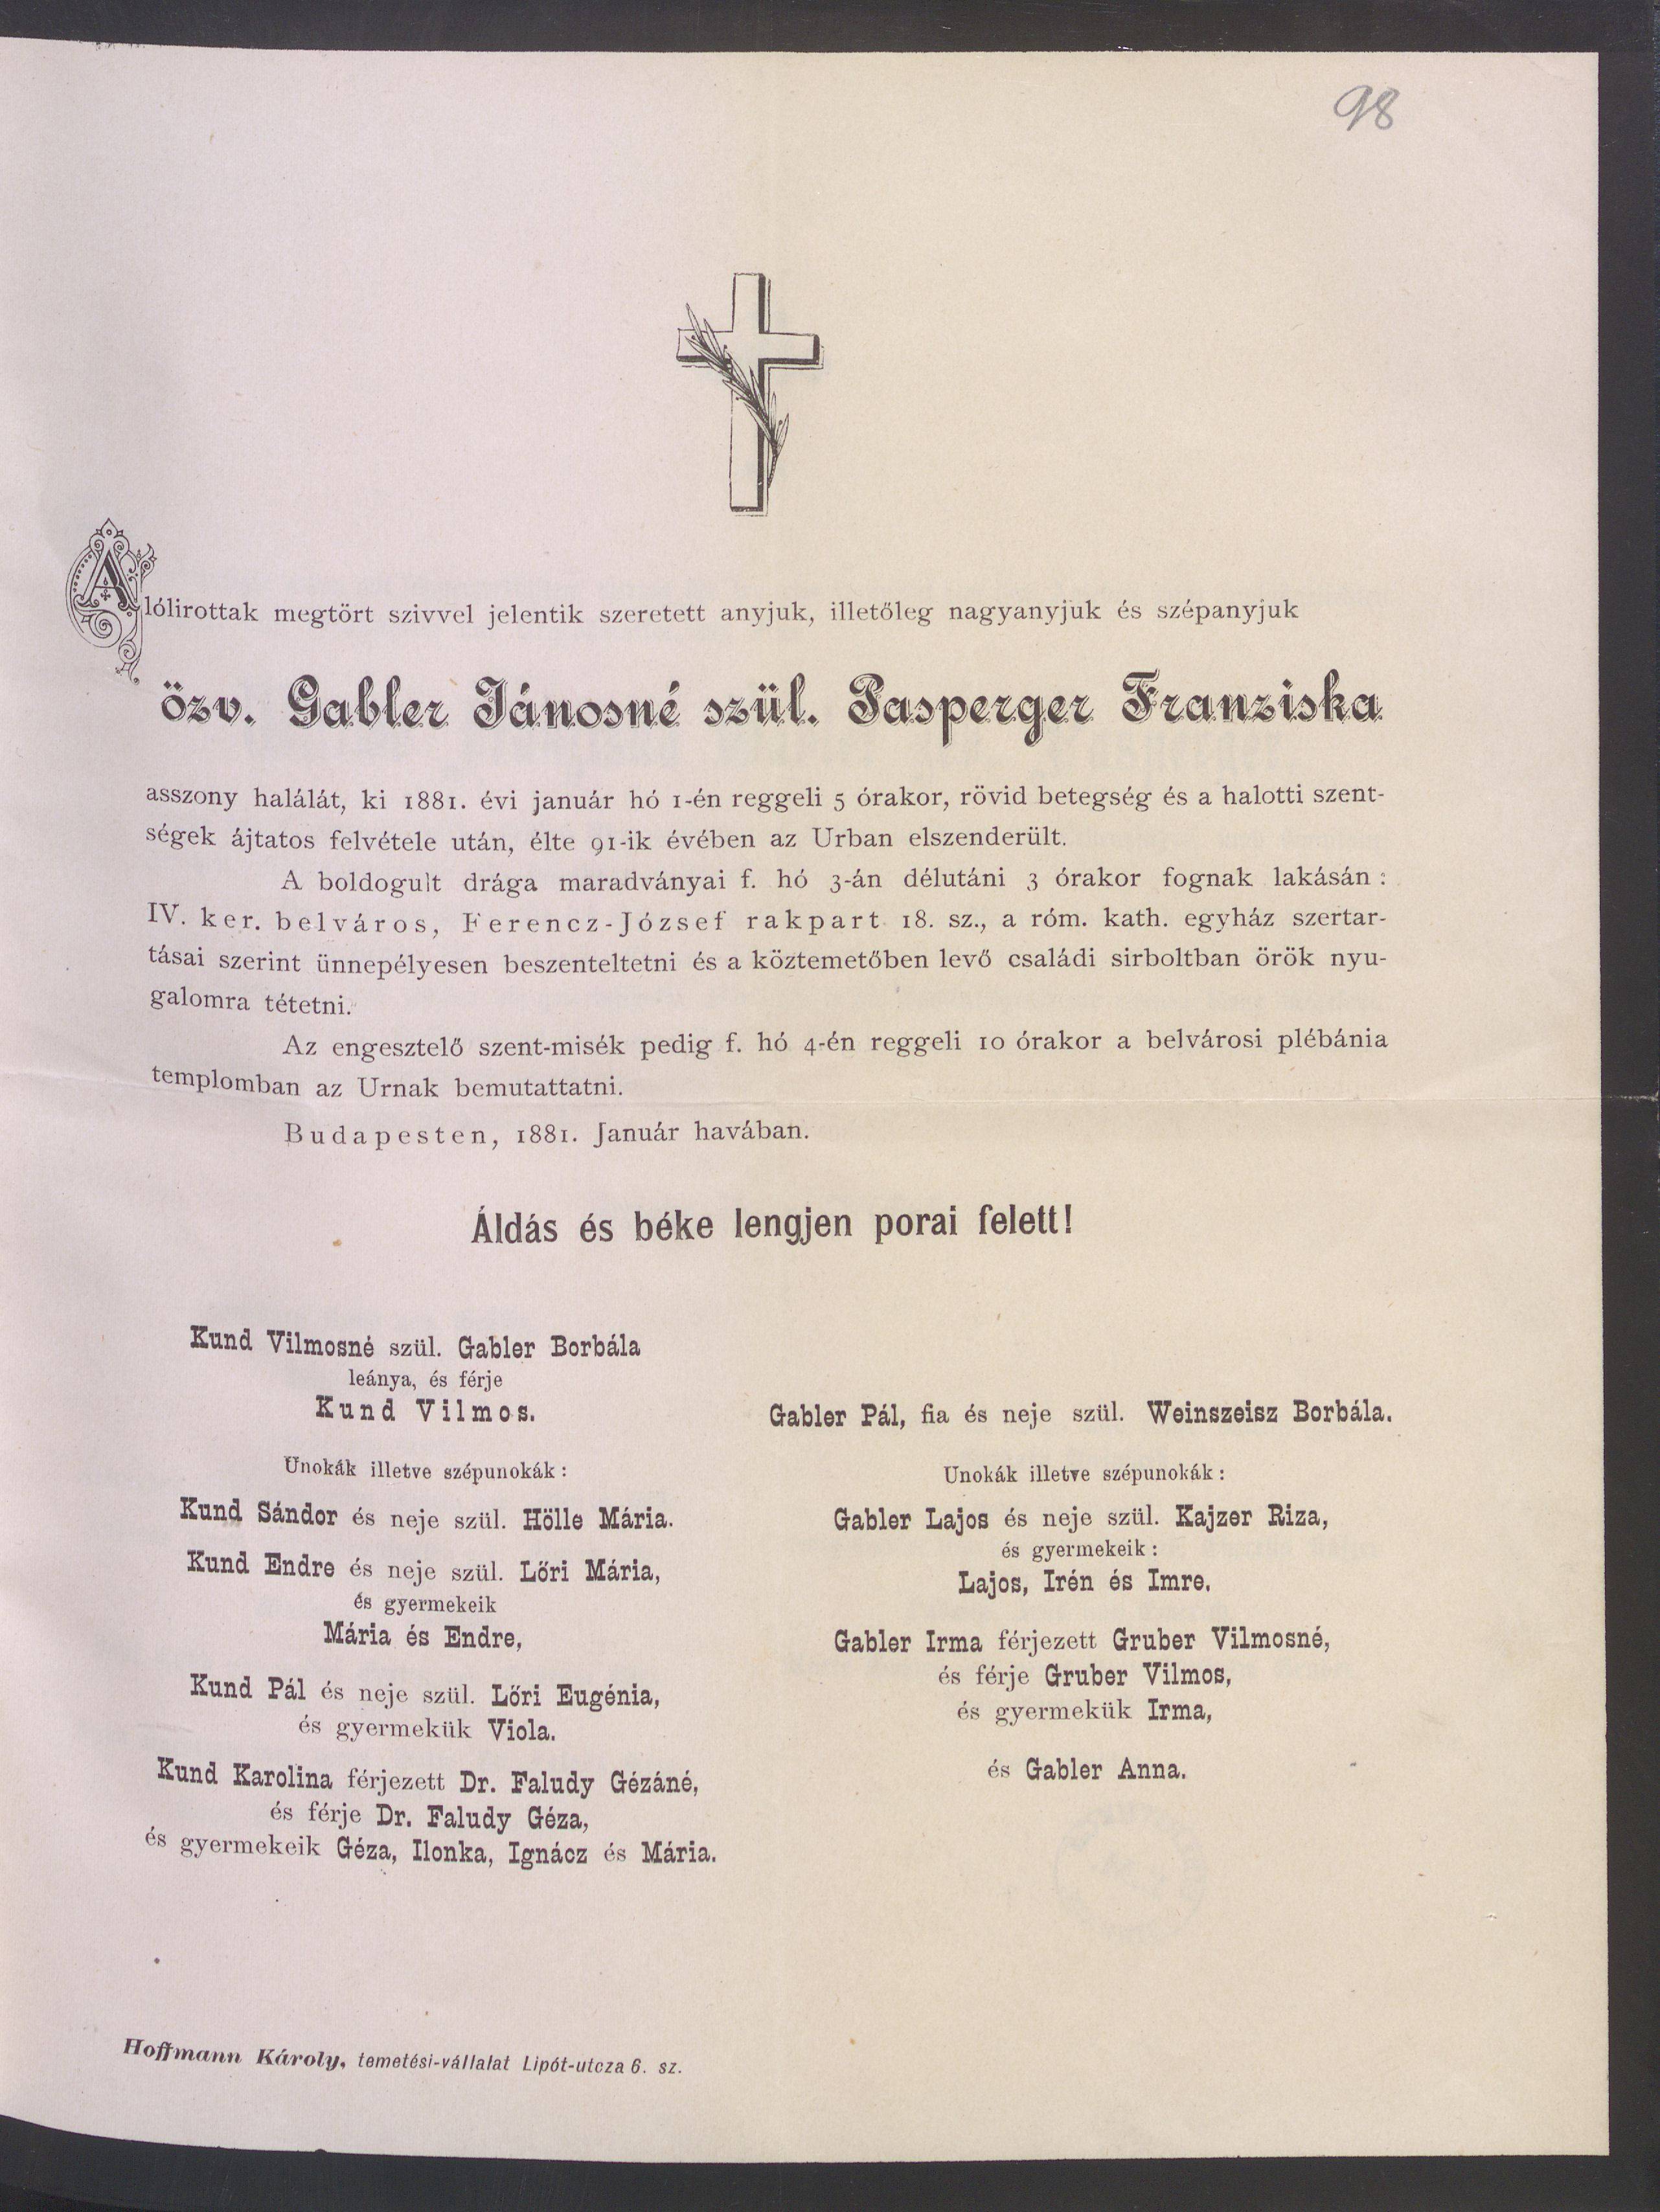 98
Alólirottak megtört szivvel jelentik szeretett anyjuk, illetőleg nagyanyjuk és szépanyjuk
özv. Gabler Jánosné szül. Pasperger Franziska
asszony halálát, ki 1881. évi január hó 1-én reggeli 5 órakor, rövid betegség és a halotti szent-
ségek ájtatos felvétele után, élte 91-ik évében az Urban elszenderült.
A boldogult drága maradványai f. hó 3-án délutáni 3 órakor fognak lakásán:
IV. ker. belváros, Ferencz-József rakpart 18. sz., a róm. kath. egyház szertar-
tásai szerint ünnepélyesen beszenteltetni és a köztemetőben levő családi sirboltban örök nyu-
galomra tétetni.
Az engesztelő szent-misék pedig f. hó 4-én reggeli 10 órakor a belvárosi plébánia
templomban az Urnak bemutattatni.
Budapesten, 1881. Január havában.
Áldás és béke lengjen porai felett!
Kund Vilmosné szül. Gabler Borbála
leánya, és férje
Kund Vilmos.
Unokák illetve szépunokák:
Kund Sándor és neje szül. Hölle Mária.
Kund Endre és neje szül. Lőri Mária,
és gyermekeik
Mária és Endre,
Kund Pál és neje szül. Lőri Eugénia,
és gyermekük Viola.
Kund Karolina férjezett Dr. Faludy Gézáné,
és férje Dr. Faludy Géza,
és gyermekeik Géza, Ilonka, Ignácz és Mária.
Gabler Pál, fia és neje szül. Weinszeisz Borbála.
Unokák illetve szépunokák:
Gabler Lajos és neje szül. Kajzer Riza,
és gyermekeik:
Lajos, Irén és Imre.
Gabler Irma férjezett Gruber Vilmosné,
és férje Gruber Vilmos,
és gyermekük Irma,
és Gabler Anna.
Hoffmann Károly, temetési-vállalat Lipót-utcza 6. sz.